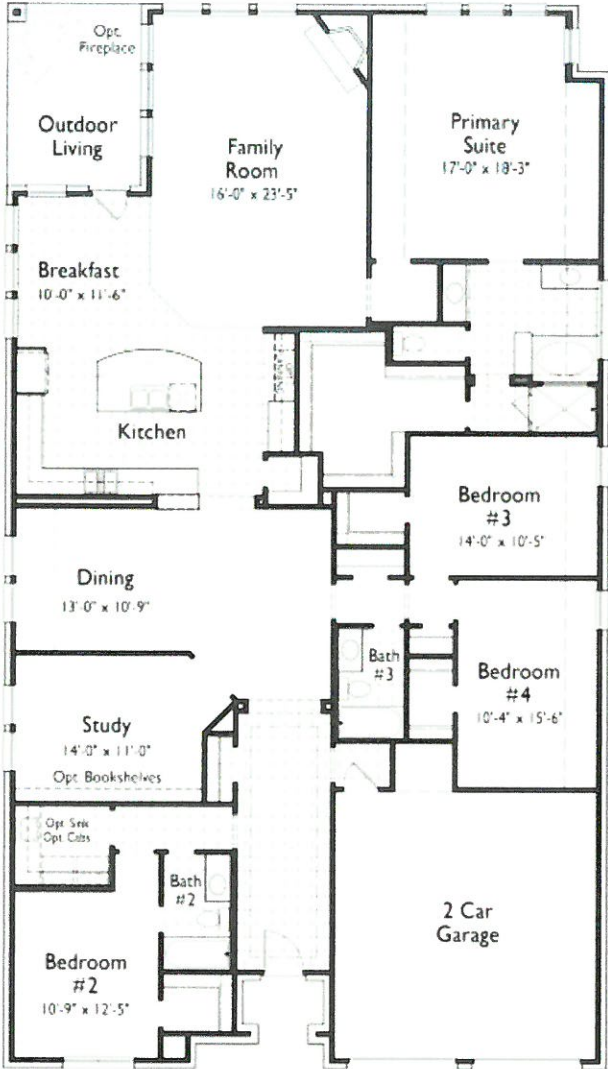 Opt.
Fireplace
Outdoor
Living
Family
Room
16'-0" x 23'-5"
Primary
Suite
17'-0" x 18'-3"
Breakfast
10'-0" x 11'-6"
Kitchen
Bedroom
#3
14'-0" x 10'-5"
Dining
13'-0" x 10'-9"
Bath
#3
Bedroom
#4
10'-4" x 15'-6"
Study
14'-0" x 11'-0"
Opt. Bookshelves
Opt. Sink
Opt. Cabs
Bath
#2
2 Car
Garage
Bedroom
#2
10'-9" x 12'-5"